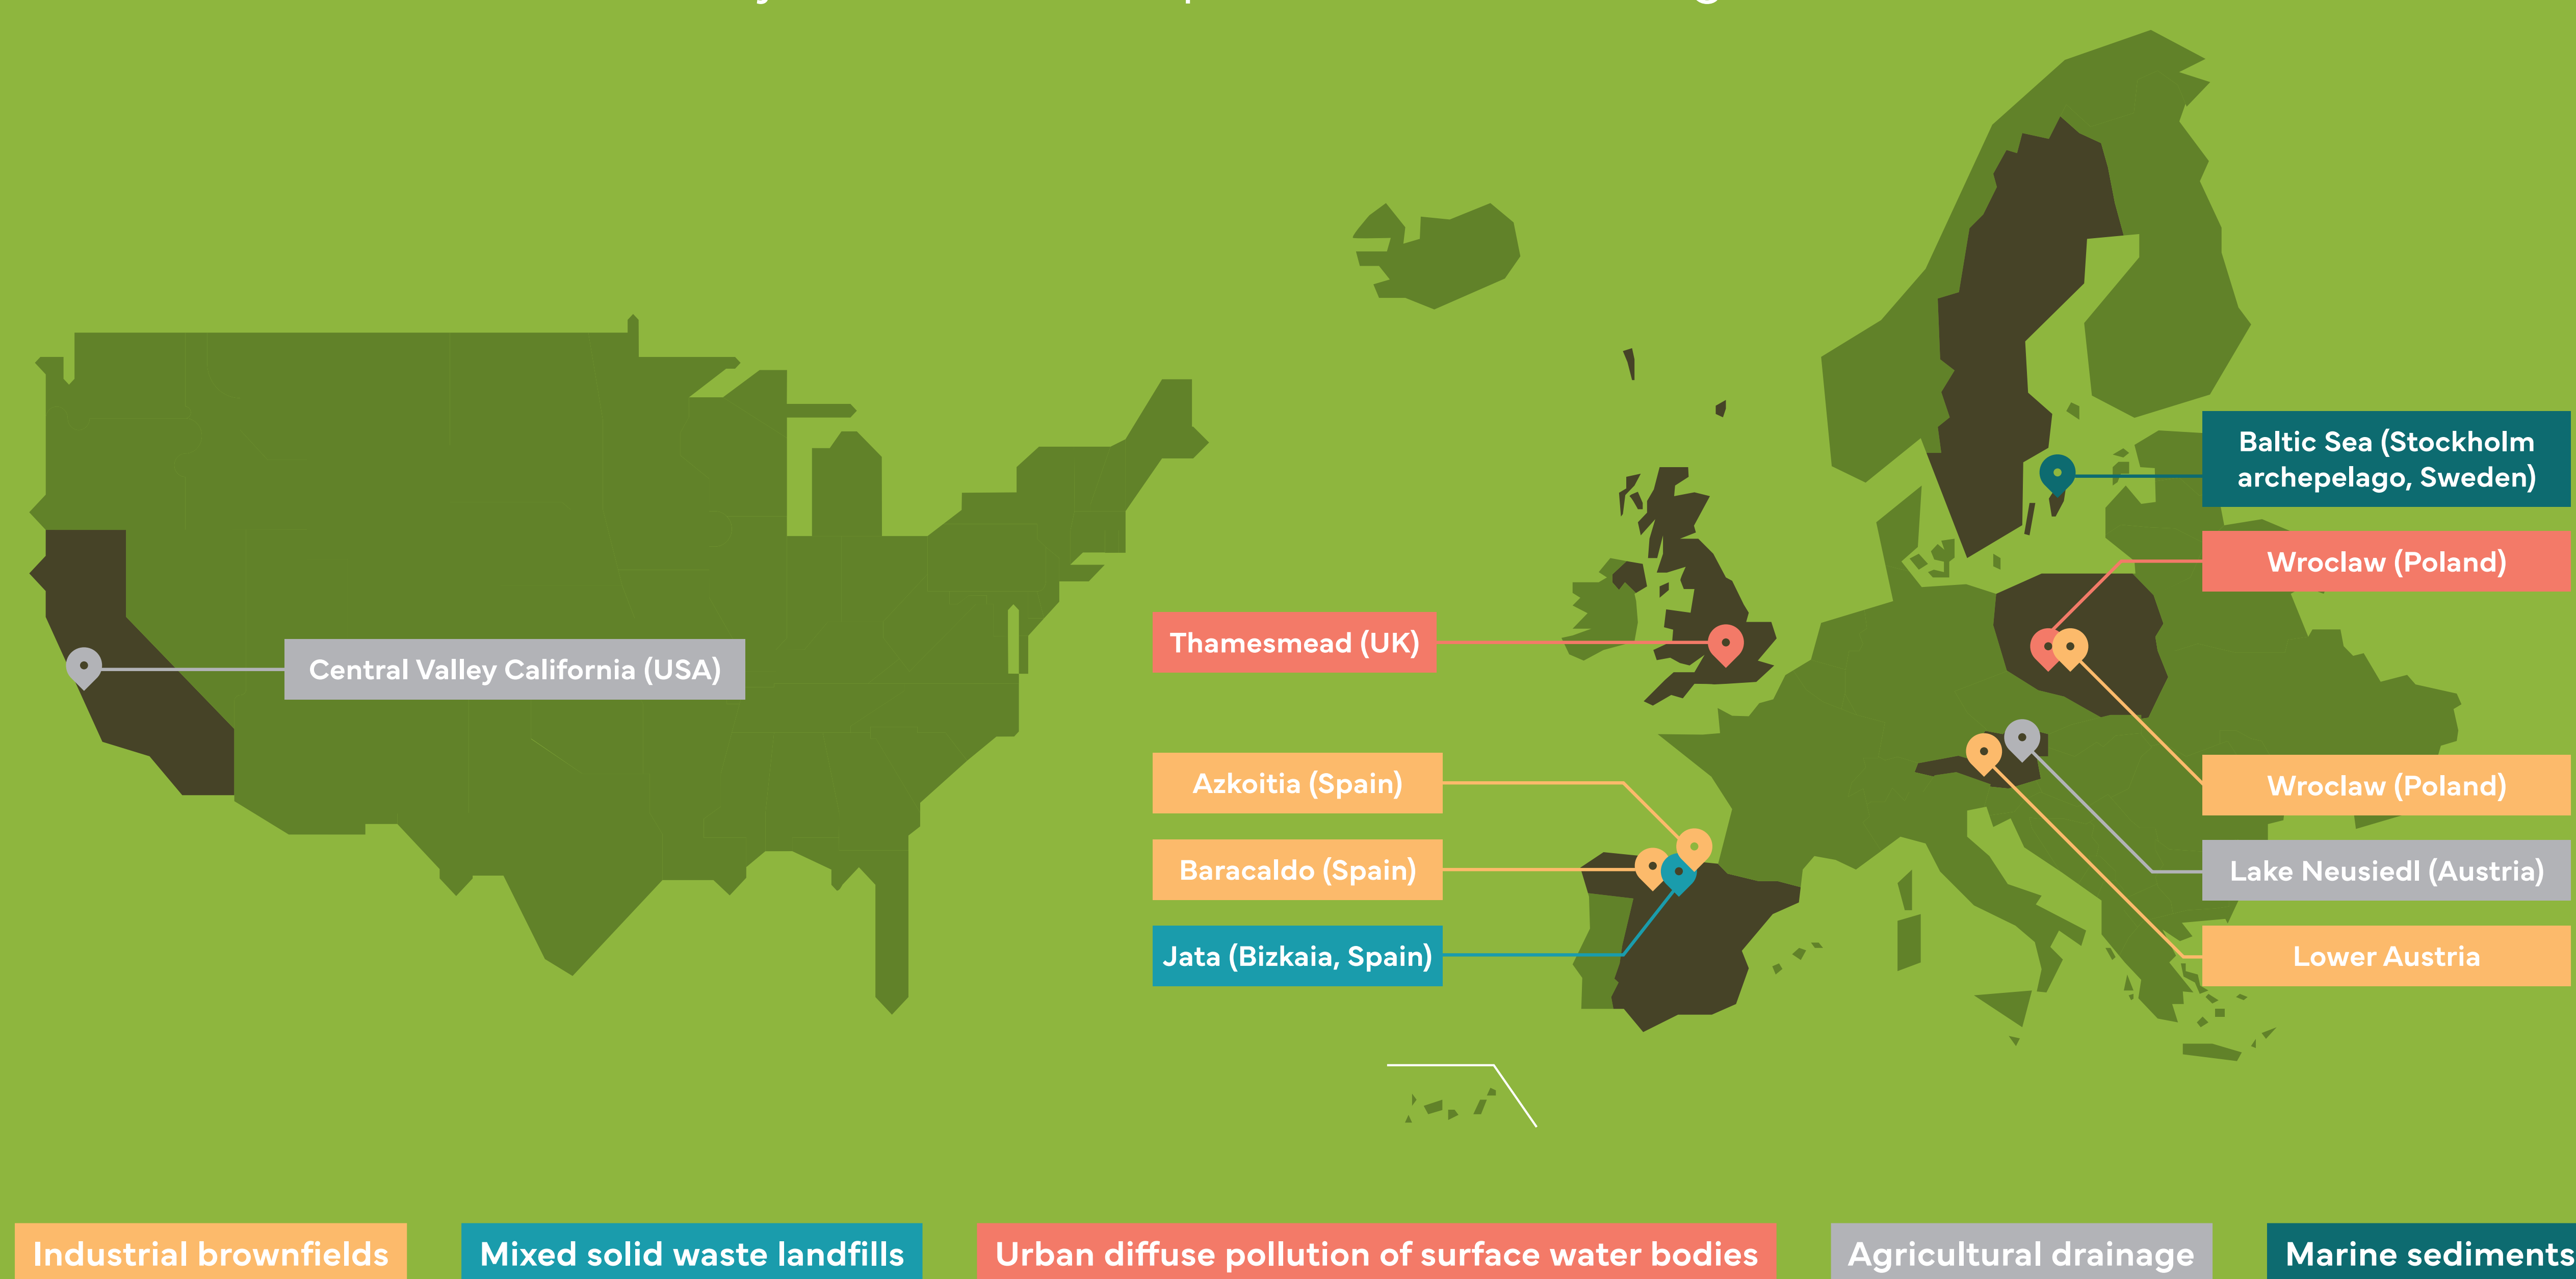 Baltic Sea (Stockholm
archepelago, Sweden)
Wroclaw (Poland)
Thamesmead (UK)
Central Valley California (USA)
Azkoitia (Spain)
Wroclaw (Poland)
Baracaldo (Spain)
Lake Neusiedl (Austria)
Jata (Bizkaia, Spain)
Lower Austria
Industrial brownfields
Mixed solid waste landfills
Urban diffuse pollution of surface water bodies
Agricultural drainage
Marine sediments